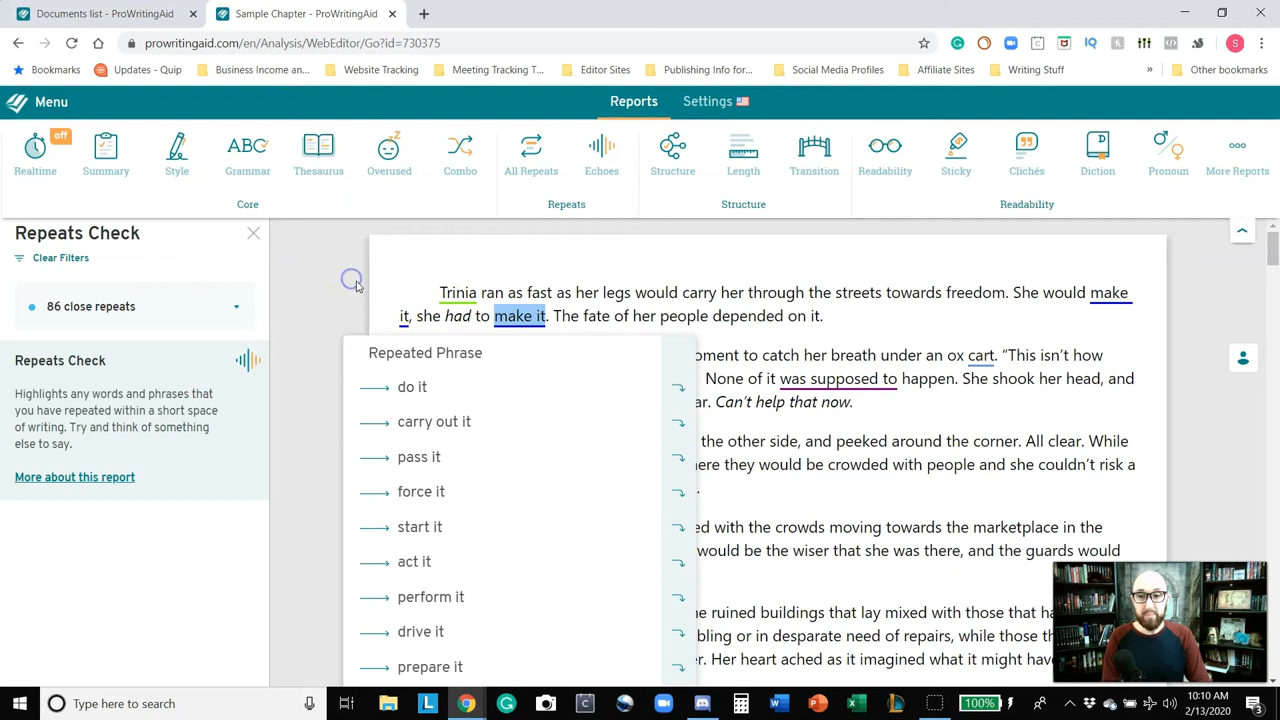 Documents list - ProWritingAid
Sample Chapter - ProWritingAid
prowritingaid.com/en/Analysis/WebEditor/Go?id=730375
S
Bookmarks
Updates - Quip
Business Income an...
Website Tracking
Meeting Tracking T...
Editor Sites
Publishing Info for...
Social Media Profiles
Affiliate Sites
Writing Stuff
»
Other bookmarks
Menu
Reports
Settings
off
Realtime
Summary
Style
ABC
Grammar
Thesaurus
Overused
Combo
All Repeats
Echoes
Structure
Length
Transition
Readability
Sticky
Clichés
Diction
Pronoun
More Reports
Core
Repeats
Structure
Readability
Repeats Check
Clear Filters
86 close repeats
Repeats Check
Highlights any words and phrases that
you have repeated within a short space
of writing. Try and think of something
else to say.
More about this report
Trinia ran as fast as her legs would carry her through the streets towards freedom. She would make
it, she had to make it. The fate of her people depended on it.
oment to catch her breath under an ox cart. “This isn’t how
None of it was supposed to happen. She shook her head, and
ar. Can’t help that now.
the other side, and peeked around the corner. All clear. While
ere they would be crowded with people and she couldn’t risk a
ed with the crowds moving towards the marketplace in the
would be the wiser that she was there, and the guards would
ne ruined buildings that lay mixed with those that ha
bling or in desparate need of repairs, while those th
er. Her heart ached as it imagined what it might have
Repeated Phrase
do it
carry out it
pass it
force it
start it
act it
perform it
drive it
prepare it
Type here to search
100%
10:10 AM
2/13/2020
3